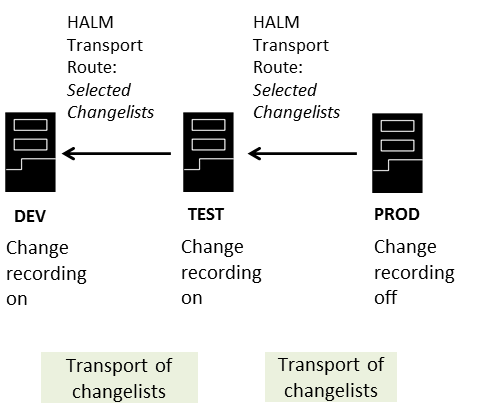 HALM
Transport
Route:
Selected
Changelists
HALM
Transport
Route:
Selected
Changelists
DEV
Change
recording
on
TEST
Change
recording
on
PROD
Change
recording
off
Transport of
changelists
Transport of
changelists